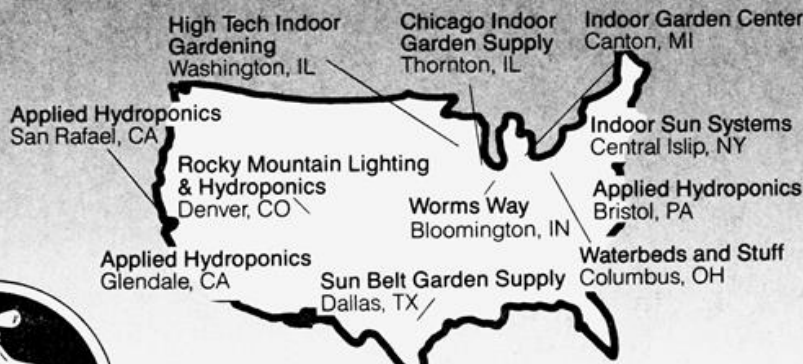 High Tech Indoor
Gardening
Washington, IL
Chicago Indoor
Garden Supply
Thornton, IL
Indoor Garden Center
Canton, MI
Applied Hydroponics
San Rafael, CA
Indoor Sun Systems
Central Islip, NY
Rocky Mountain Lighting
& Hydroponics
Denver, CO
Worms Way
Bloomington, IN
Applied Hydroponics
Bristol, PA
Applied Hydroponics
Glendale, CA
Sun Belt Garden Supply
Dallas, TX
Waterbeds and Stuff
Columbus, OH